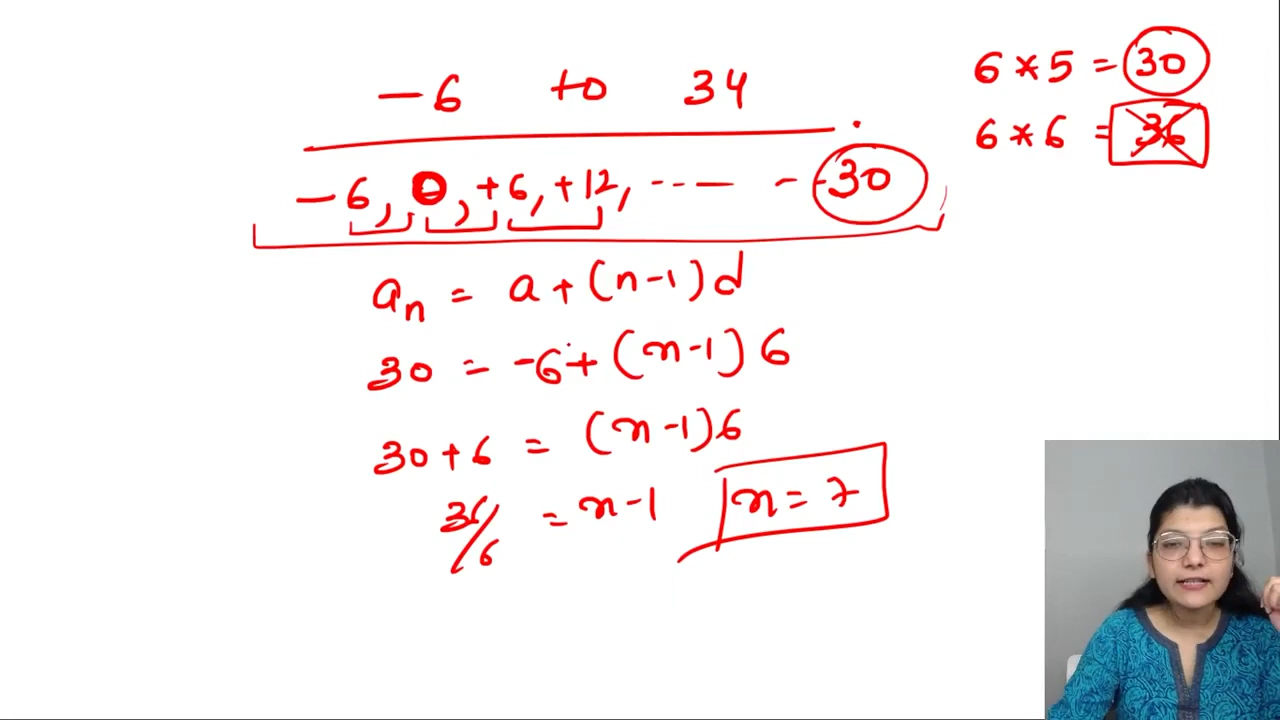 -6 to 34
-6, 0, +6, +12, ----- 30
6 * 5 = 30
6 * 6 = 36
aₙ = a + (n-1)d
30 = -6 + (n-1) 6
30 + 6 = (n-1)6
36/6 = n-1
n = 7